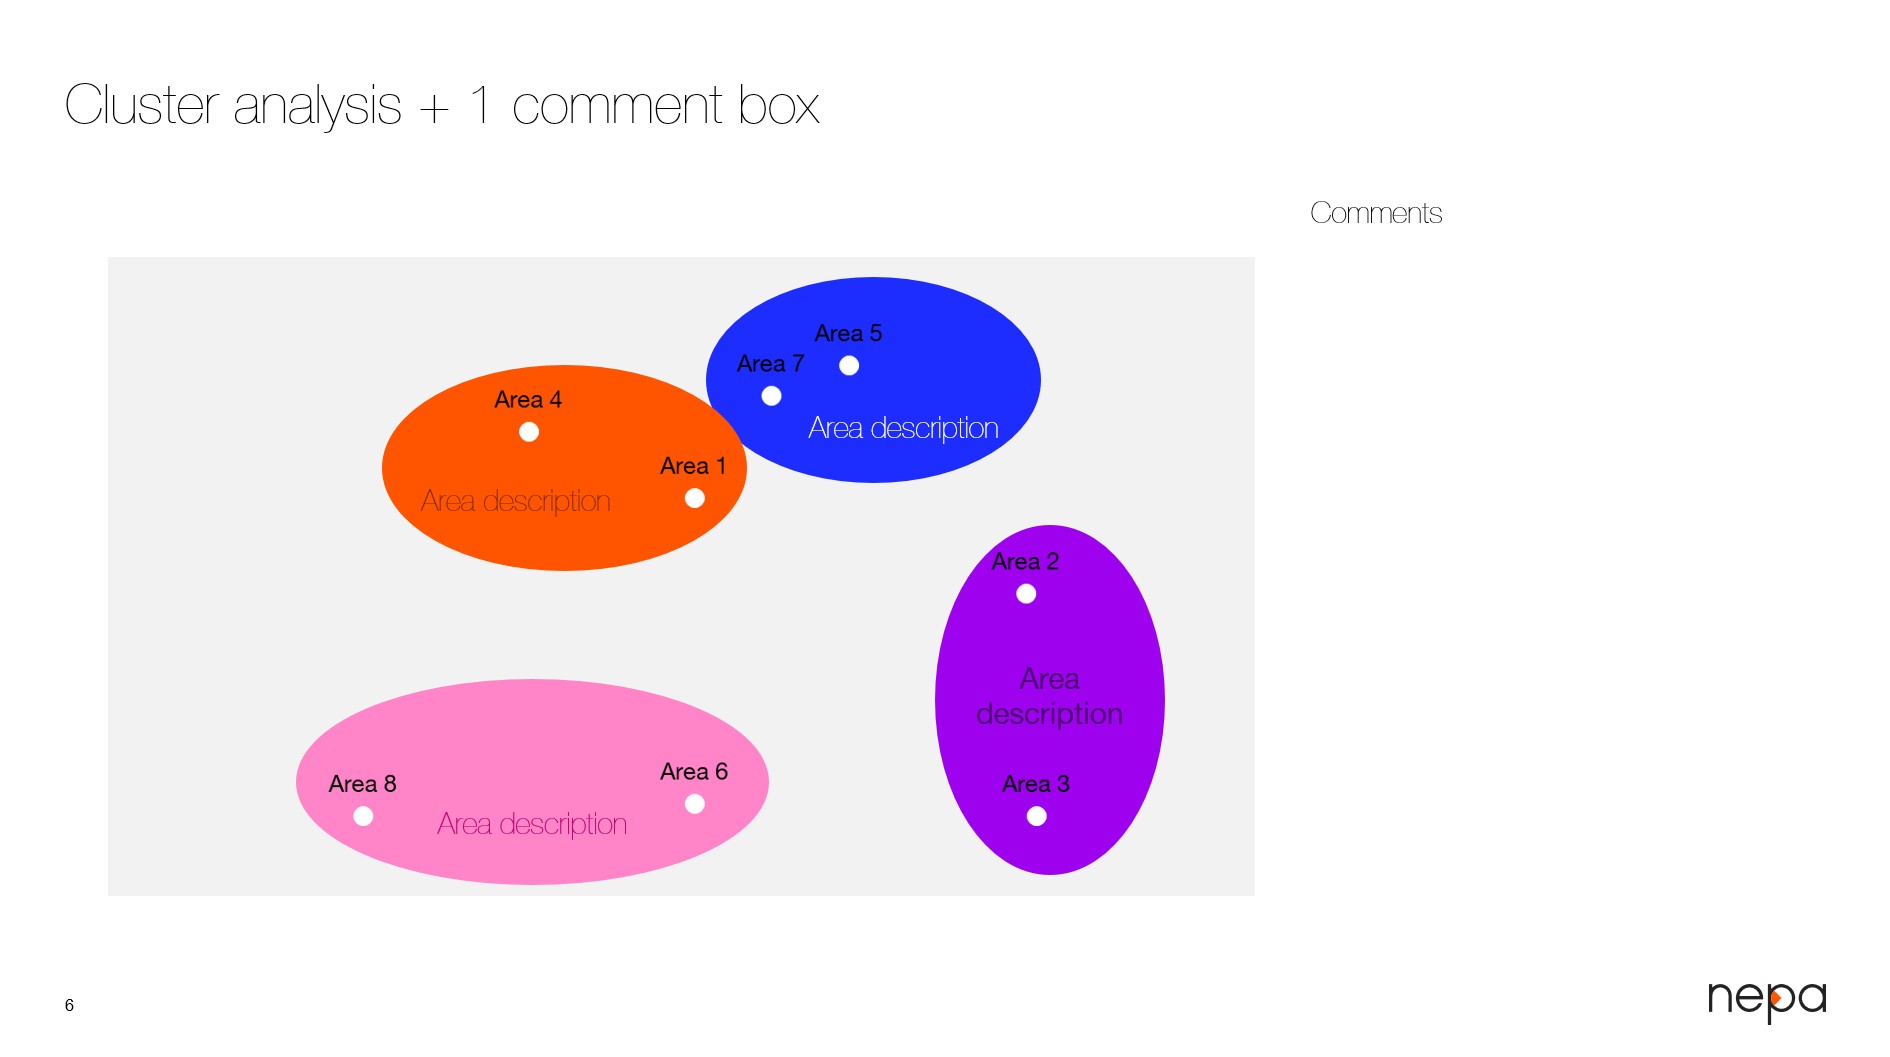 Cluster analysis + 1 comment box
Comments
Area 5
Area 7
Area description
Area 4
Area 1
Area description
Area 2
Area
description
Area 3
Area 8
Area 6
Area description
6
nepa